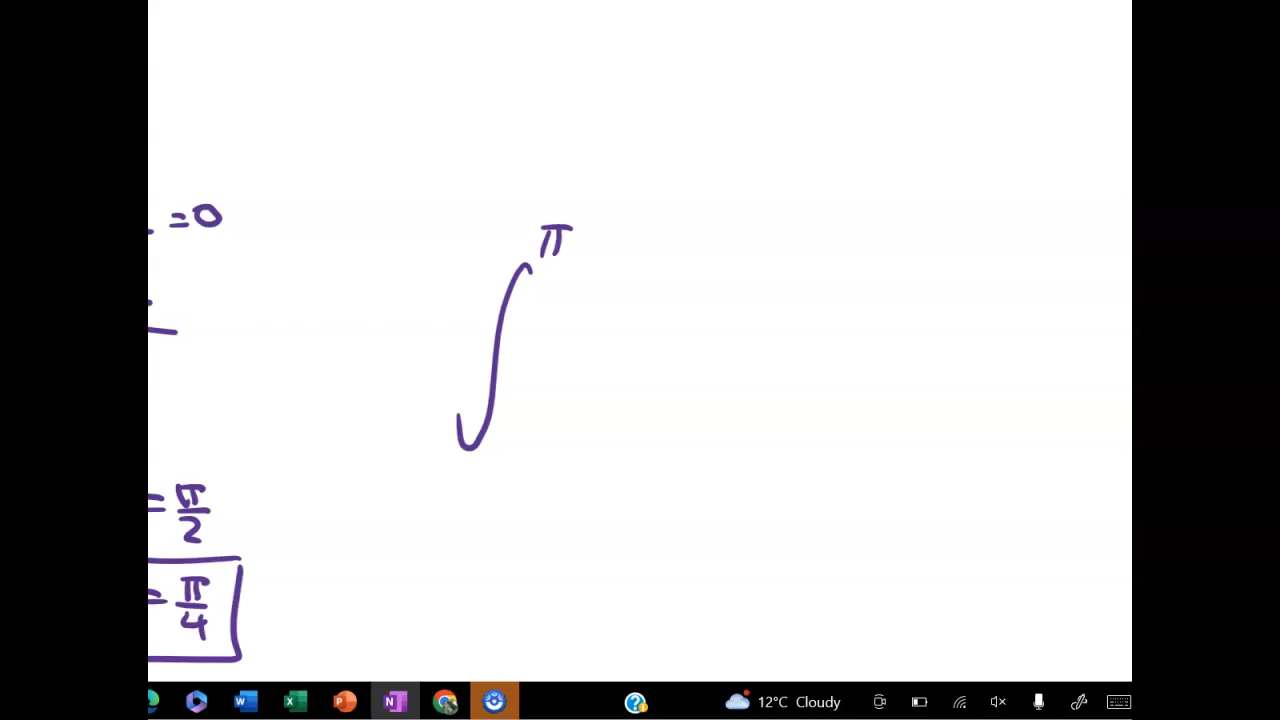 =0
∫ π
= π/2
= π/4
12°C Cloudy